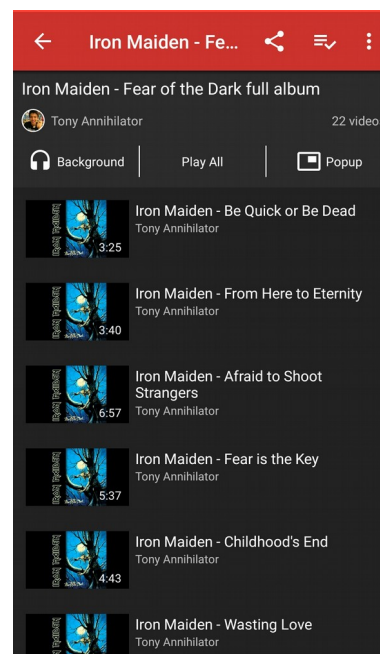 Iron Maiden - Fe...
Iron Maiden - Fear of the Dark full album
Tony Annihilator
22 video
Background
Play All
Popup
Iron Maiden - Be Quick or Be Dead
Tony Annihilator
3:25
Iron Maiden - From Here to Eternity
Tony Annihilator
3:40
Iron Maiden - Afraid to Shoot
Strangers
Tony Annihilator
6:57
Iron Maiden - Fear is the Key
Tony Annihilator
5:37
Iron Maiden - Childhood's End
Tony Annihilator
4:43
Iron Maiden - Wasting Love
Tony Annihilator